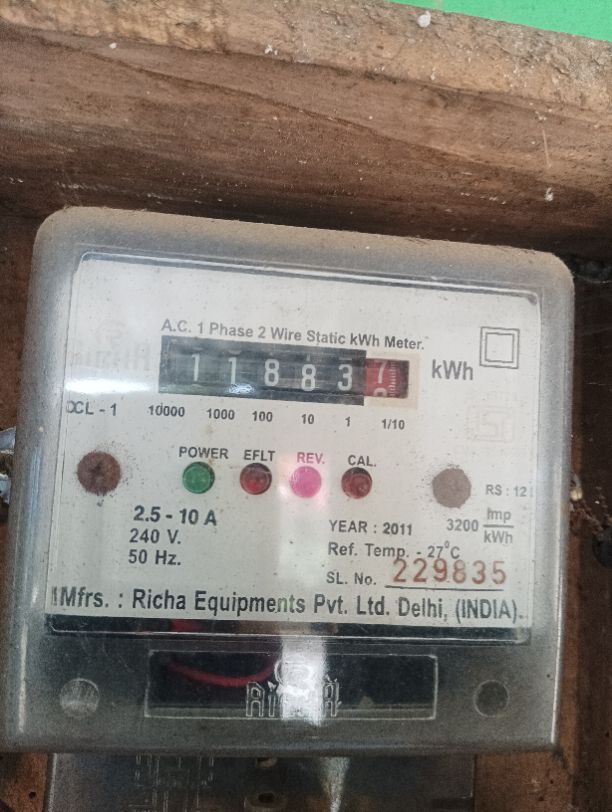 A.C. 1 Phase 2 Wire Static kWh Meter.
1 1 8 8 3 7 kWh
CCL - 1 10000 1000 100 10 1 1/10
POWER EFLT REV. CAL.
RS : 121
2.5 - 10 A
240 V.
50 Hz.
YEAR : 2011 3200 Imp/kWh
Ref. Temp. - 27°C
SL. No. 229835
Mfrs. : Richa Equipments Pvt. Ltd. Delhi, (INDIA).